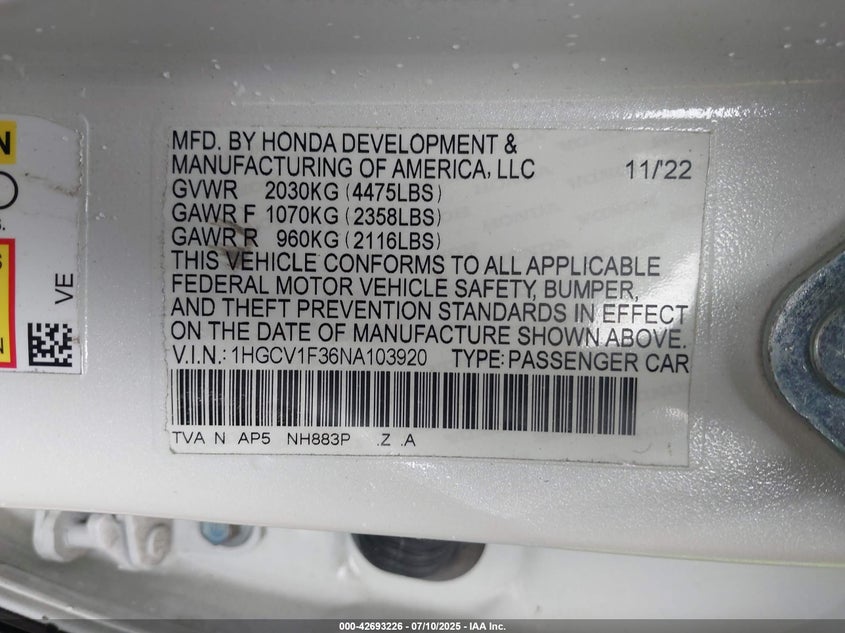 N
S.
S
N
VE
MFD. BY HONDA DEVELOPMENT &
MANUFACTURING OF AMERICA, LLC 11/'22
GVWR 2030KG (4475LBS)
GAWR F 1070KG (2358LBS)
GAWR R 960KG (2116LBS)
THIS VEHICLE CONFORMS TO ALL APPLICABLE
FEDERAL MOTOR VEHICLE SAFETY, BUMPER,
AND THEFT PREVENTION STANDARDS IN EFFECT
ON THE DATE OF MANUFACTURE SHOWN ABOVE.
V.I.N.: 1HGCV1F36NA103920 TYPE: PASSENGER CAR
TVA N AP5 NH883P .Z .A
000-42693226 - 07/10/2025 - IAA Inc.